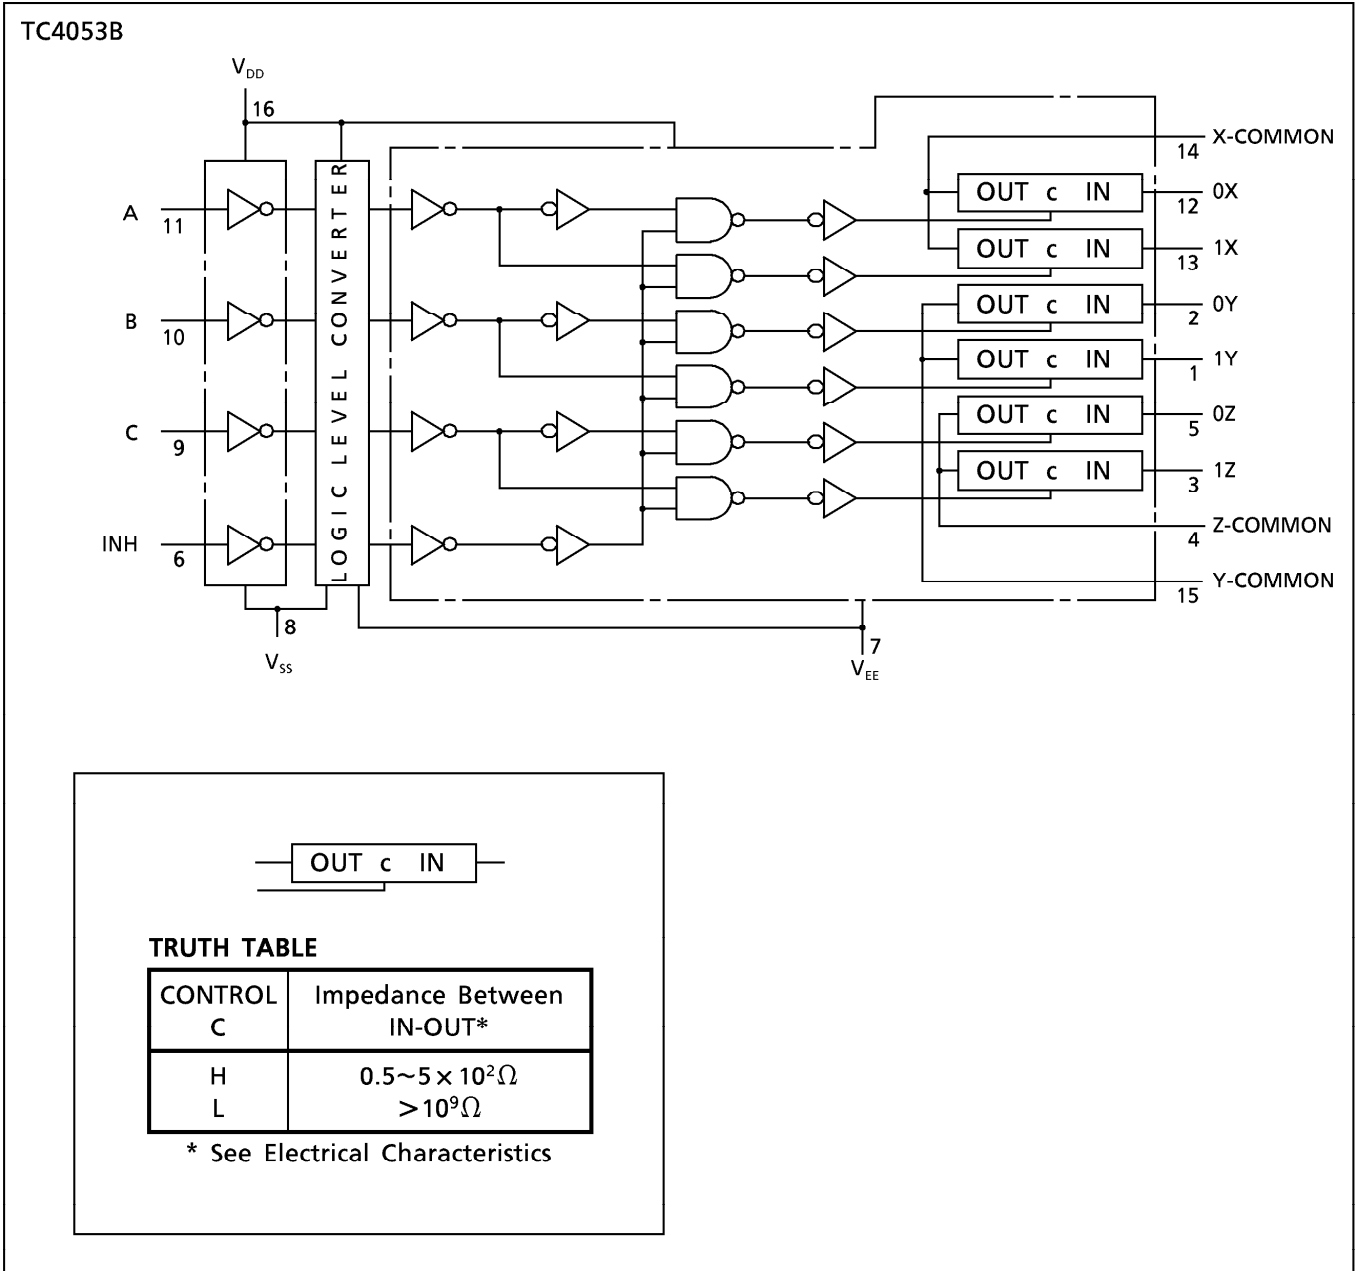 TC4053B
V_DD
16
A
11
B
10
C
9
INH
6
LOGIC LEVEL CONVERTER
8
V_SS
7
V_EE
X-COMMON
14
OUT c IN
0X
12
OUT c IN
1X
13
OUT c IN
0Y
2
OUT c IN
1Y
1
OUT c IN
0Z
5
OUT c IN
1Z
3
Z-COMMON
4
Y-COMMON
15
OUT c IN
TRUTH TABLE
CONTROL C
Impedance Between IN-OUT*
H 0.5~5×10²Ω
L >10⁹Ω
* See Electrical Characteristics